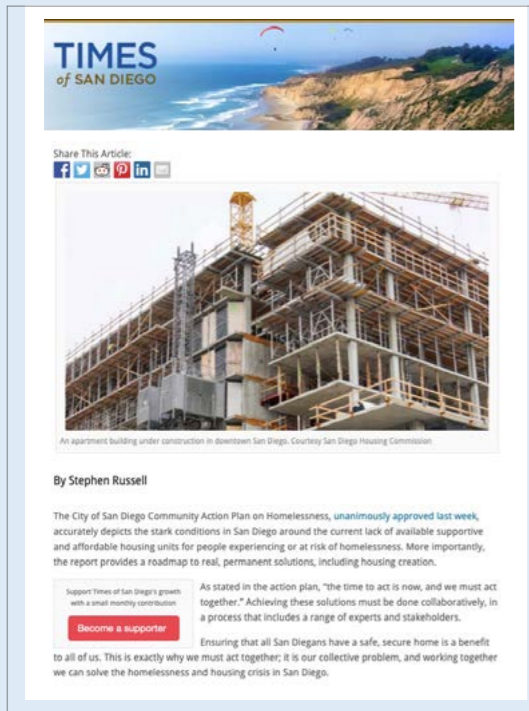 TIMES
of SAN DIEGO
Share This Article:
An apartment building under construction in downtown San Diego. Courtesy San Diego Housing Commission
By Stephen Russell
The City of San Diego Community Action Plan on Homelessness, unanimously approved last week,
accurately depicts the stark conditions in San Diego around the current lack of available supportive
and affordable housing units for people experiencing or at risk of homelessness. More importantly,
the report provides a roadmap to real, permanent solutions, including housing creation.
Support Times of San Diego's growth
with a small monthly contribution
Become a supporter
As stated in the action plan, “the time to act is now, and we must act
together.” Achieving these solutions must be done collaboratively, in
a process that includes a range of experts and stakeholders.
Ensuring that all San Diegans have a safe, secure home is a benefit
to all of us. This is exactly why we must act together; it is our collective problem, and working together
we can solve the homelessness and housing crisis in San Diego.